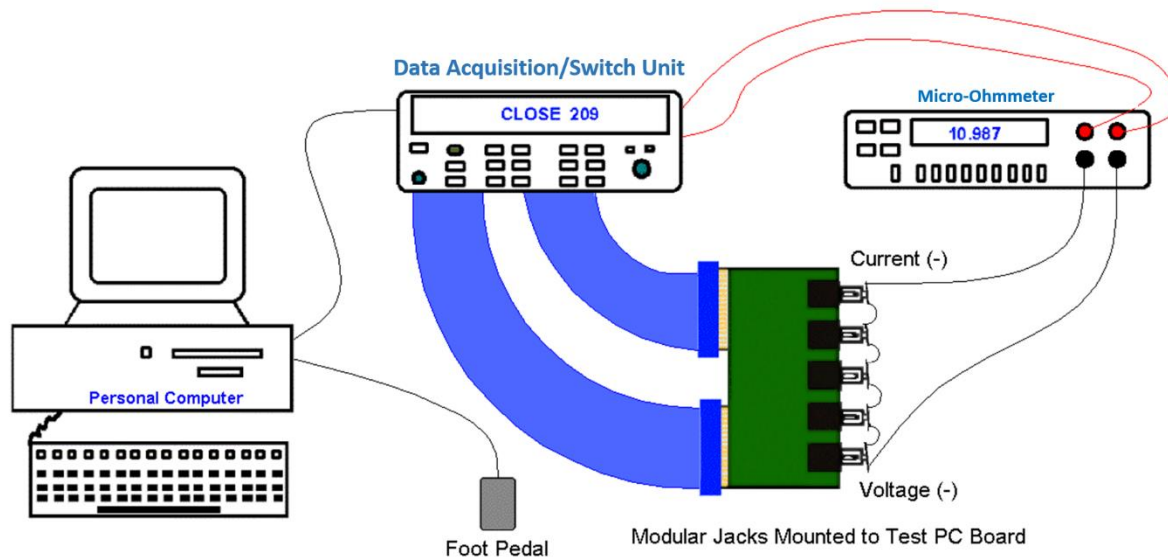 Data Acquisition/Switch Unit
CLOSE 209
Micro-Ohmmeter
10.987
Current (-)
Personal Computer
Voltage (-)
Foot Pedal
Modular Jacks Mounted to Test PC Board